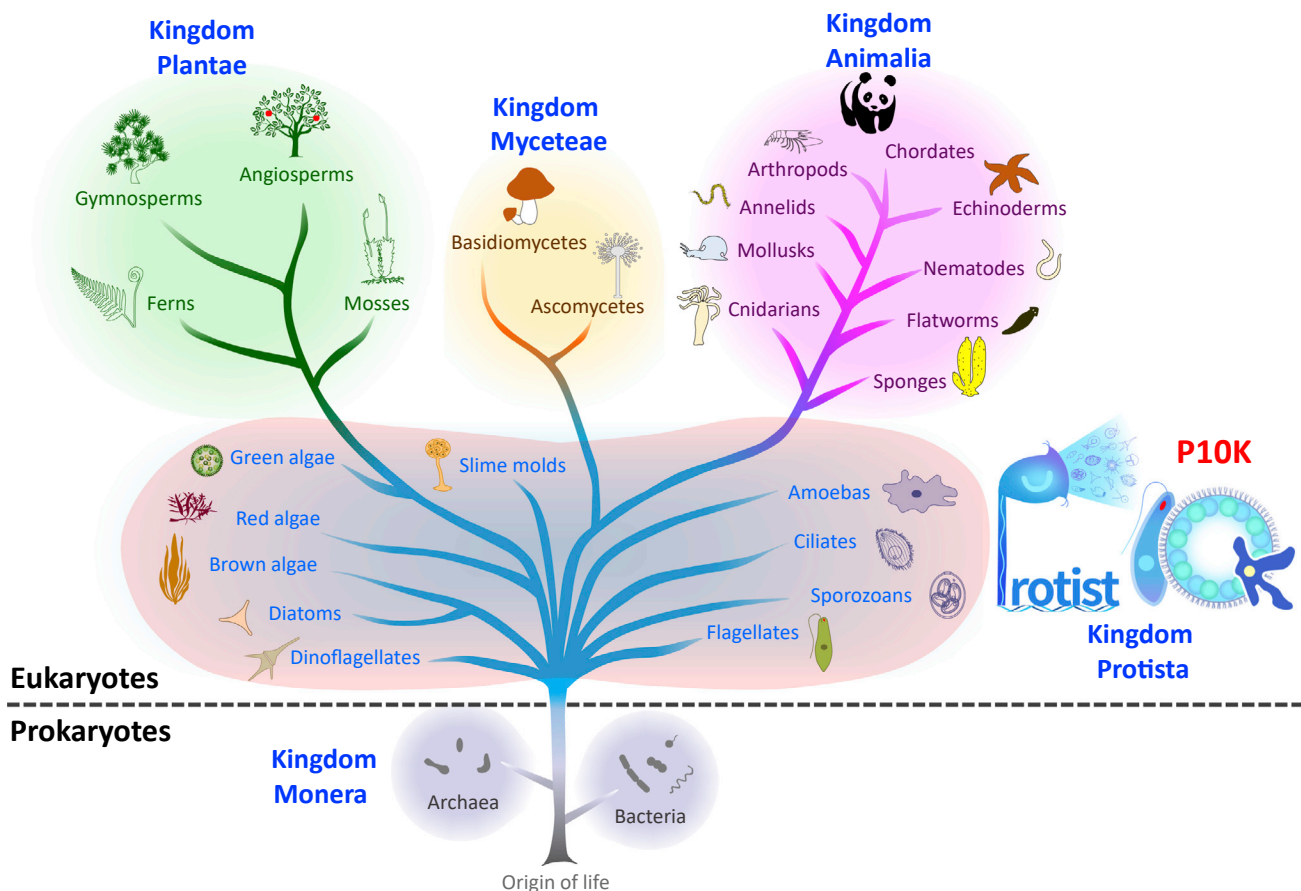 Kingdom
Plantae
Kingdom
Myceteae
Kingdom
Animalia
Gymnosperms
Angiosperms
Ferns
Mosses
Basidiomycetes
Ascomycetes
Arthropods
Chordates
Annelids
Echinoderms
Mollusks
Nematodes
Cnidarians
Flatworms
Sponges
Green algae
Slime molds
Red algae
Brown algae
Diatoms
Dinoflagellates
Amoebas
Ciliates
Sporozoans
Flagellates
P10K
Protist
10K
Kingdom
Protista
Eukaryotes
Prokaryotes
Kingdom
Monera
Archaea
Bacteria
Origin of life